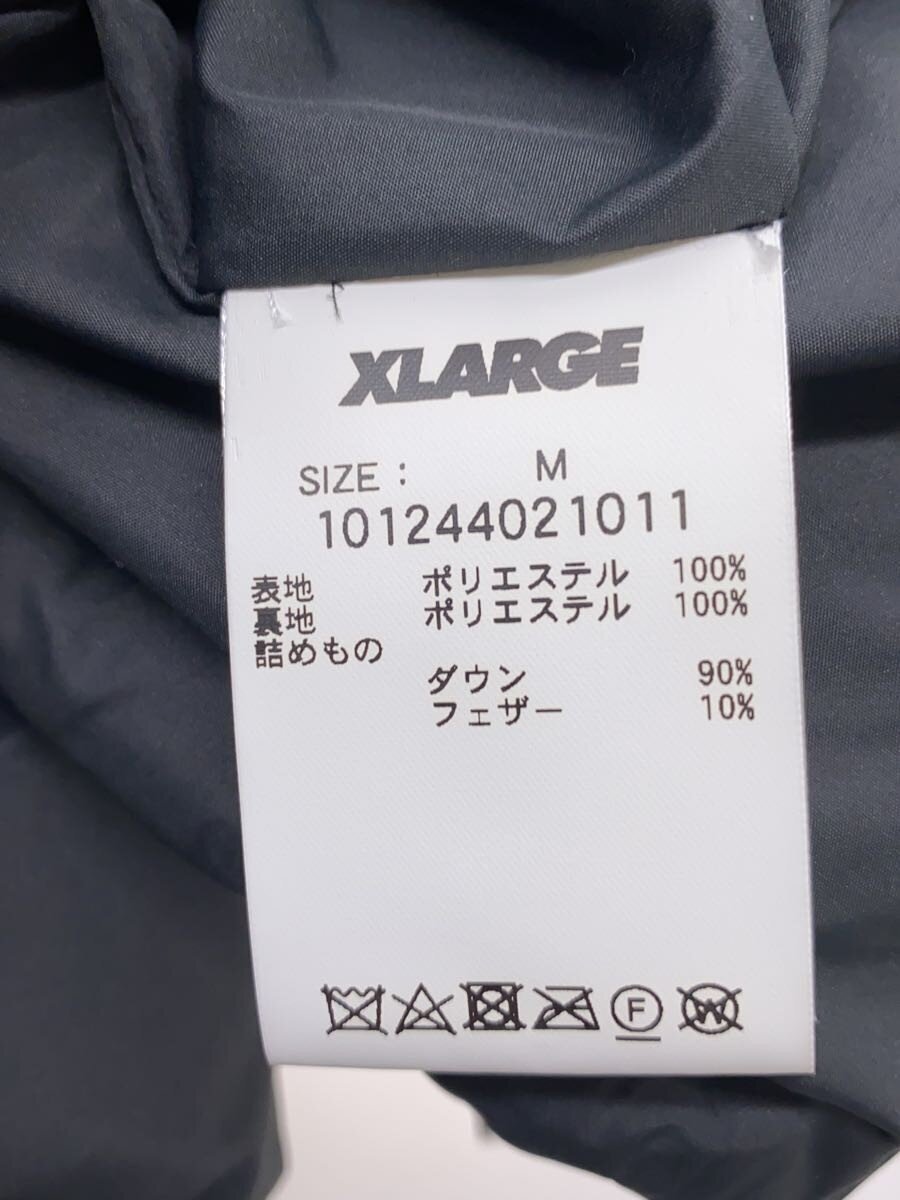 XLARGE
SIZE : M
101244021011
表地 ポリエステル 100%
裏地 ポリエステル 100%
詰めもの
ダウン 90%
フェザー 10%
F W